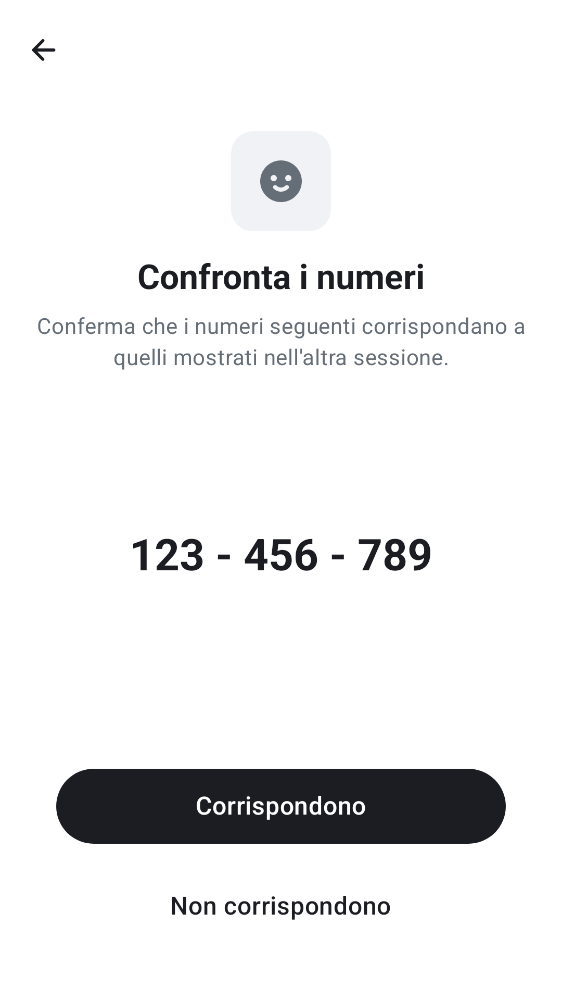 Confronta i numeri
Conferma che i numeri seguenti corrispondano a
quelli mostrati nell'altra sessione.
123 - 456 - 789
Corrispondono
Non corrispondono